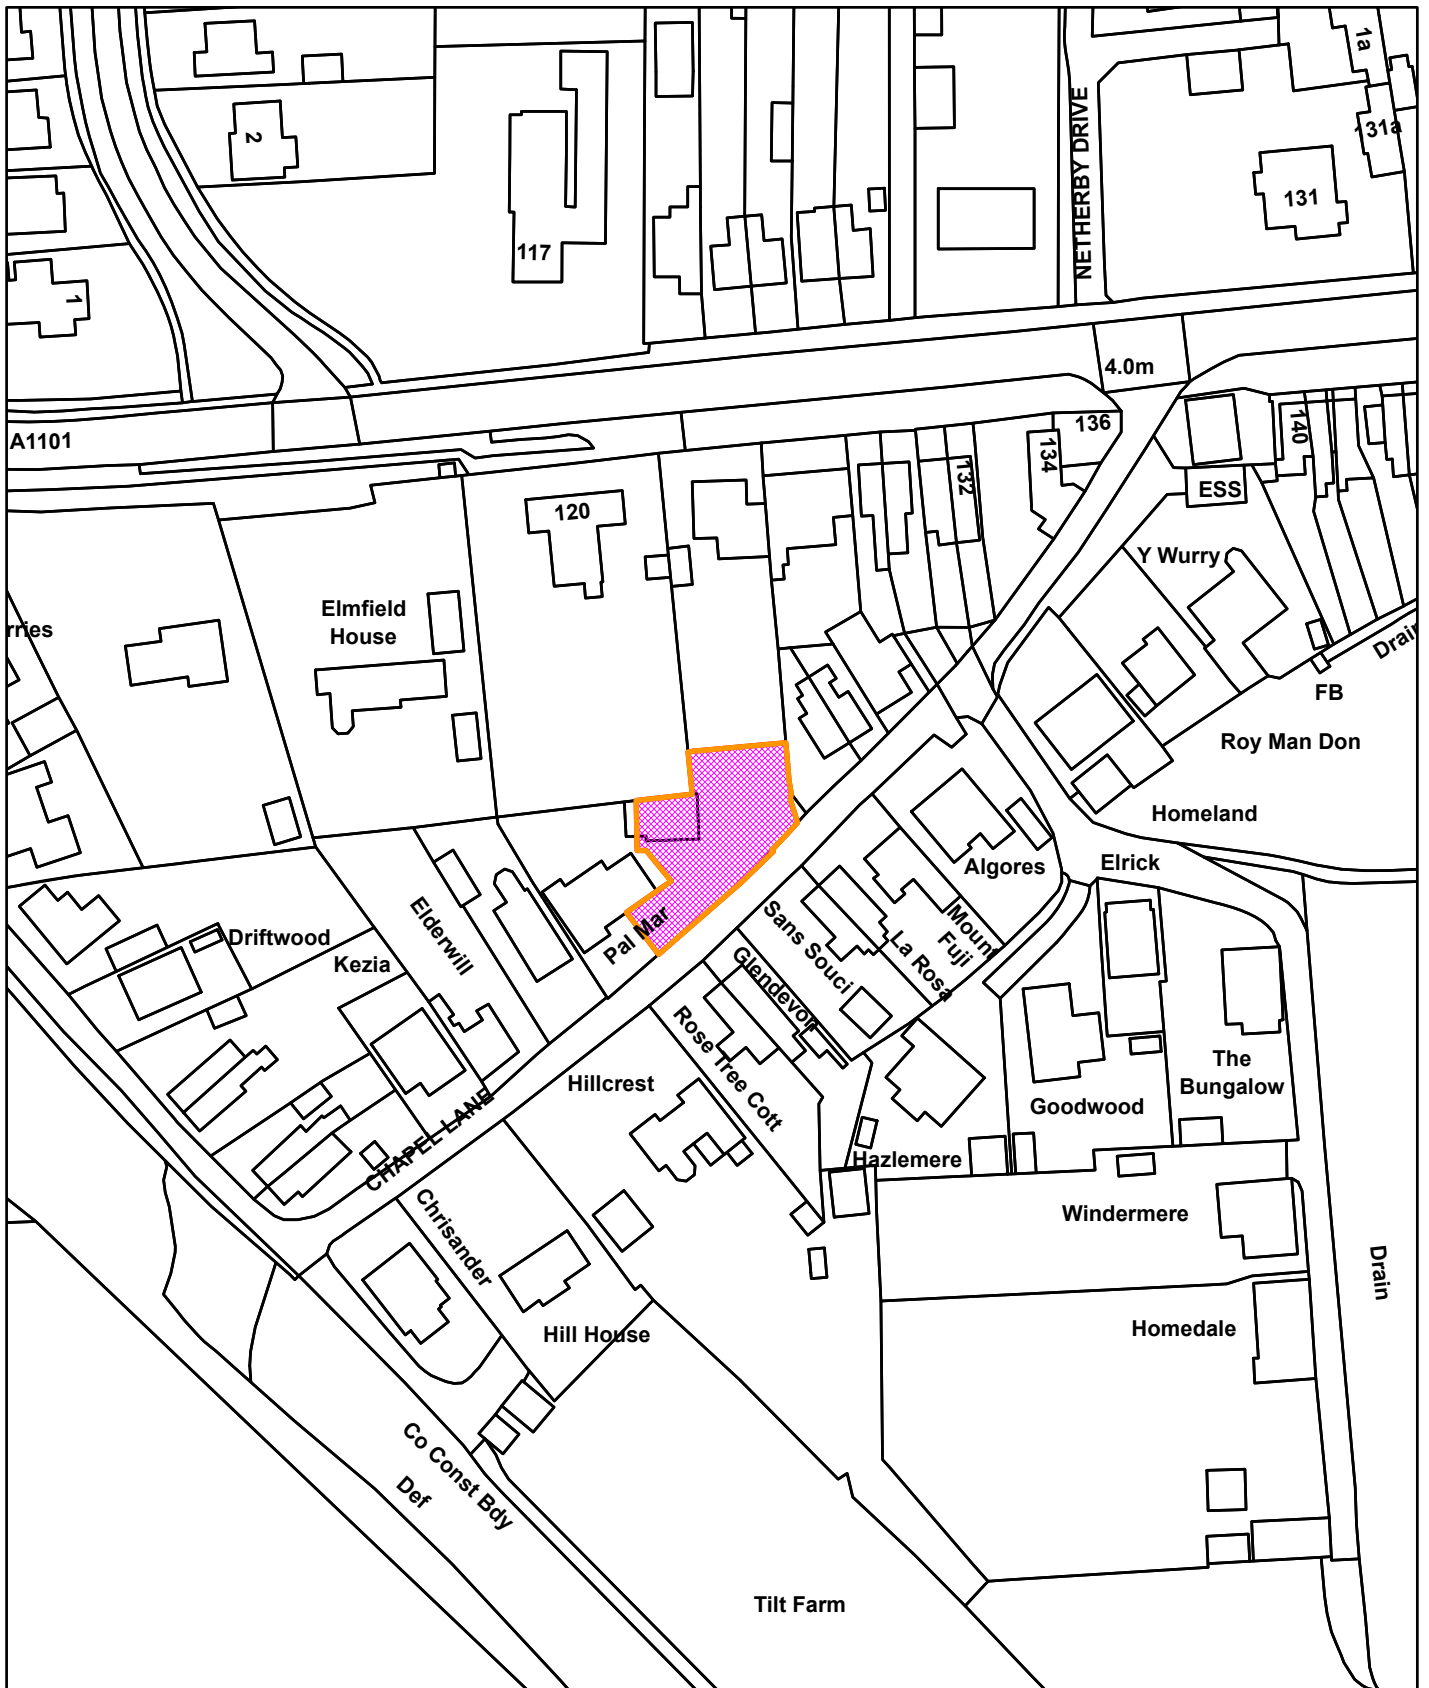 1a
2
131a
NETHERBY DRIVE
131
117
1
4.0m
A1101
136
140
134
132
ESS
120
Y Wurry
Elmfield
House
rries
Drain
FB
Roy Man Don
Homeland
Algores
Elrick
Pal Mar
Elderwill
Driftwood
Kezia
Sans Souci
La Rosa
Mount
Fuji
Glendevon
Rose Tree Cott
Hillcrest
The
Bungalow
Goodwood
CHAPEL LANE
Hazlemere
Chrisander
Windermere
Drain
Homedale
Hill House
Co Const Bdy
Def
Tilt Farm